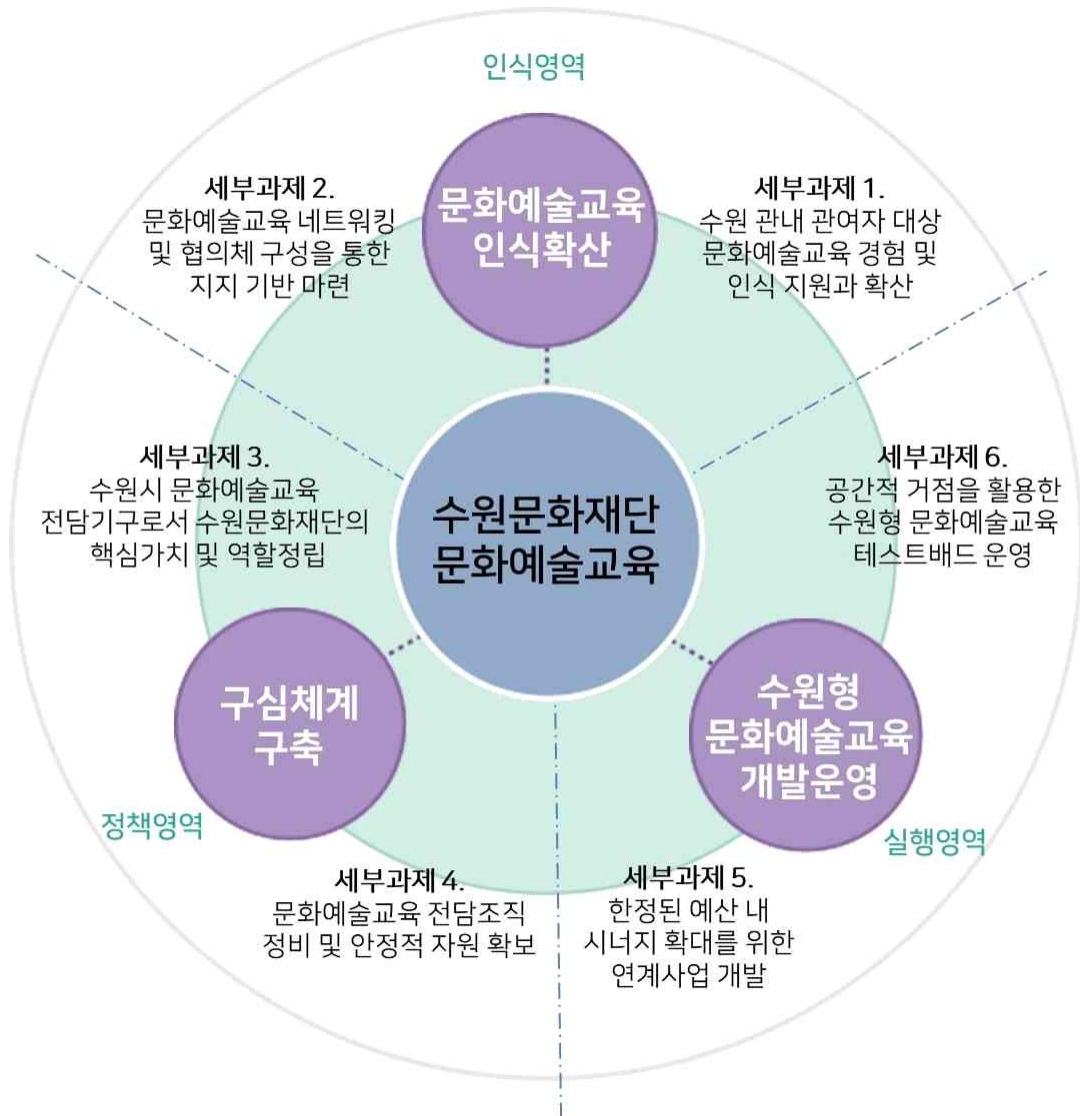 인식영역
문화예술교육
인식확산
세부과제 1.
수원 관내 관여자 대상
문화예술교육 경험 및
인식 지원과 확산
세부과제 2.
문화예술교육 네트워킹
및 협의체 구성을 통한
지지 기반 마련
세부과제 3.
수원시 문화예술교육
전담기구로서 수원문화재단의
핵심가치 및 역할정립
수원문화재단
문화예술교육
세부과제 6.
공간적 거점을 활용한
수원형 문화예술교육
테스트배드 운영
구심체계
구축
정책영역
수원형
문화예술교육
개발운영
실행영역
세부과제 4.
문화예술교육 전담조직
정비 및 안정적 자원 확보
세부과제 5.
한정된 예산 내
시너지 확대를 위한
연계사업 개발